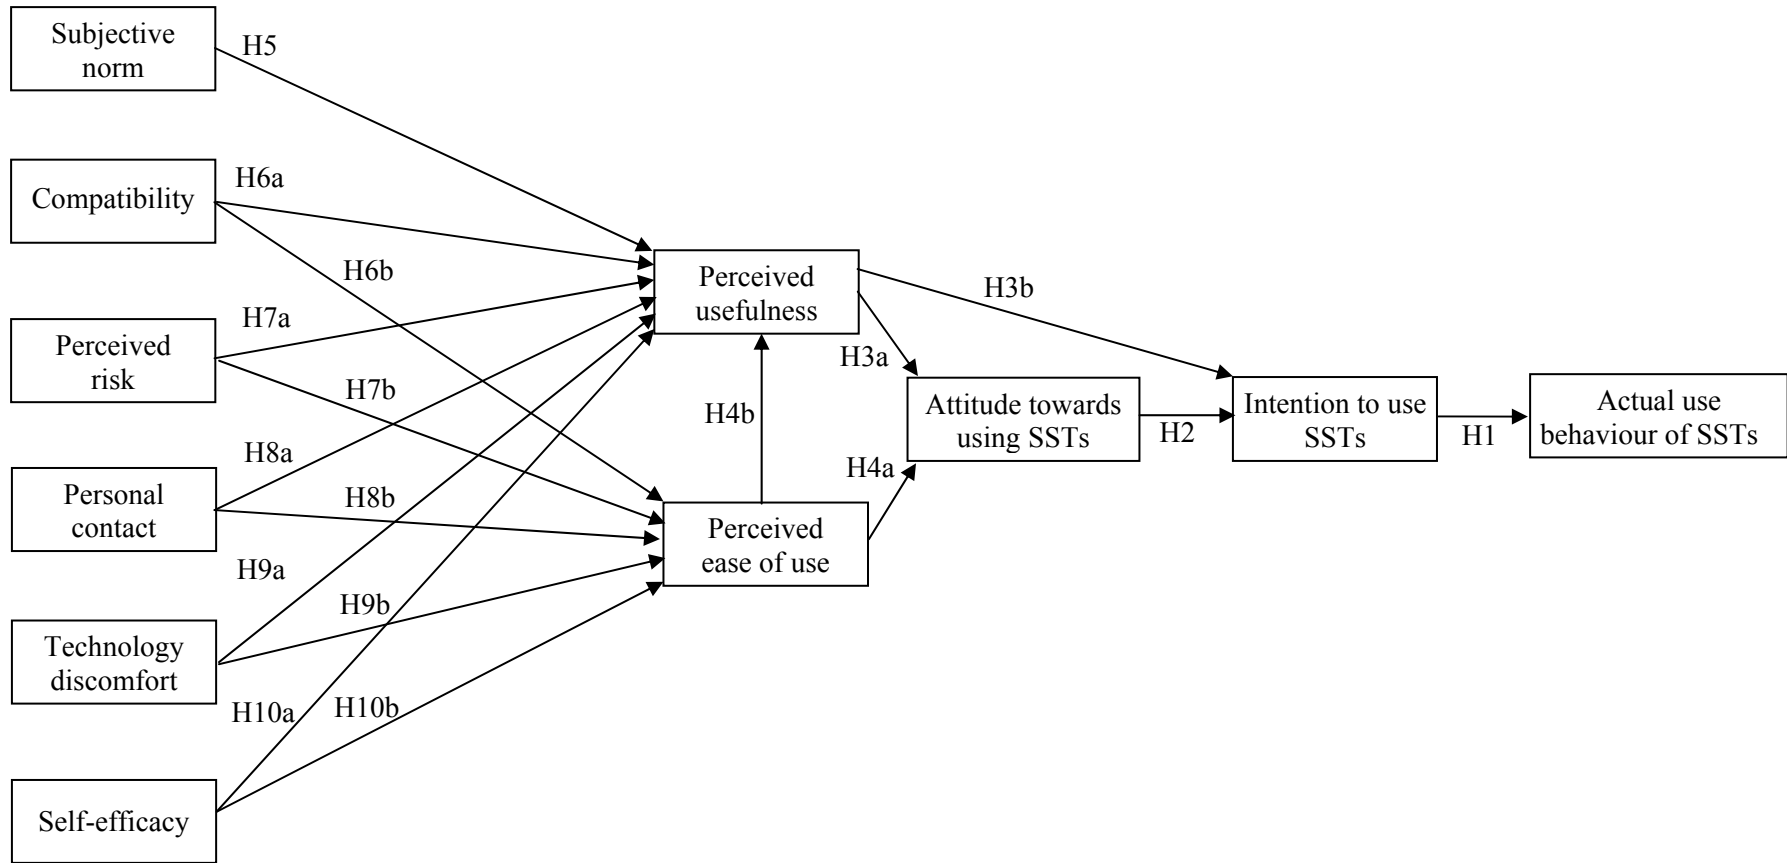 Subjective
norm
H5
Compatibility
H6a
H6b
Perceived
risk
H7a
H7b
Personal
contact
H8a
H8b
Technology
discomfort
H9a
H9b
Self-efficacy
H10a
H10b
Perceived
usefulness
H3b
H3a
H4b
Perceived
ease of use
H4a
Attitude towards
using SSTs
H2
Intention to use
SSTs
H1
Actual use
behaviour of SSTs